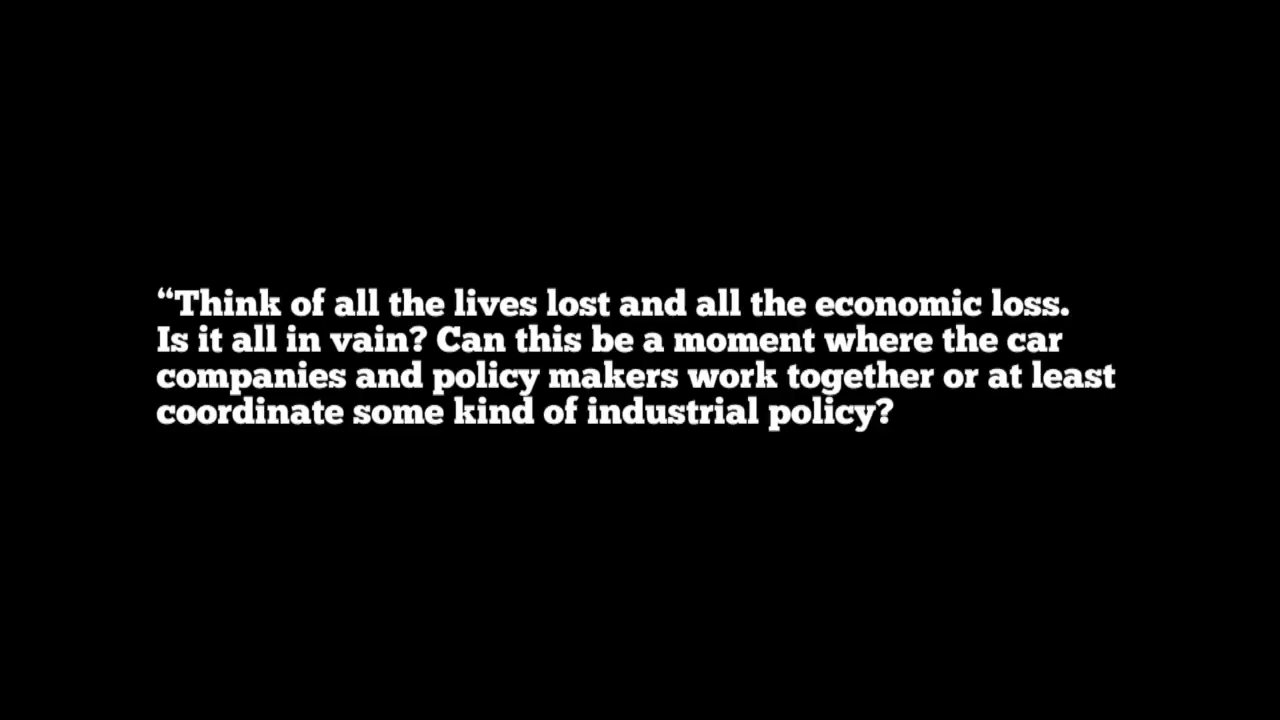 “Think of all the lives lost and all the economic loss.
Is it all in vain? Can this be a moment where the car
companies and policy makers work together or at least
coordinate some kind of industrial policy?